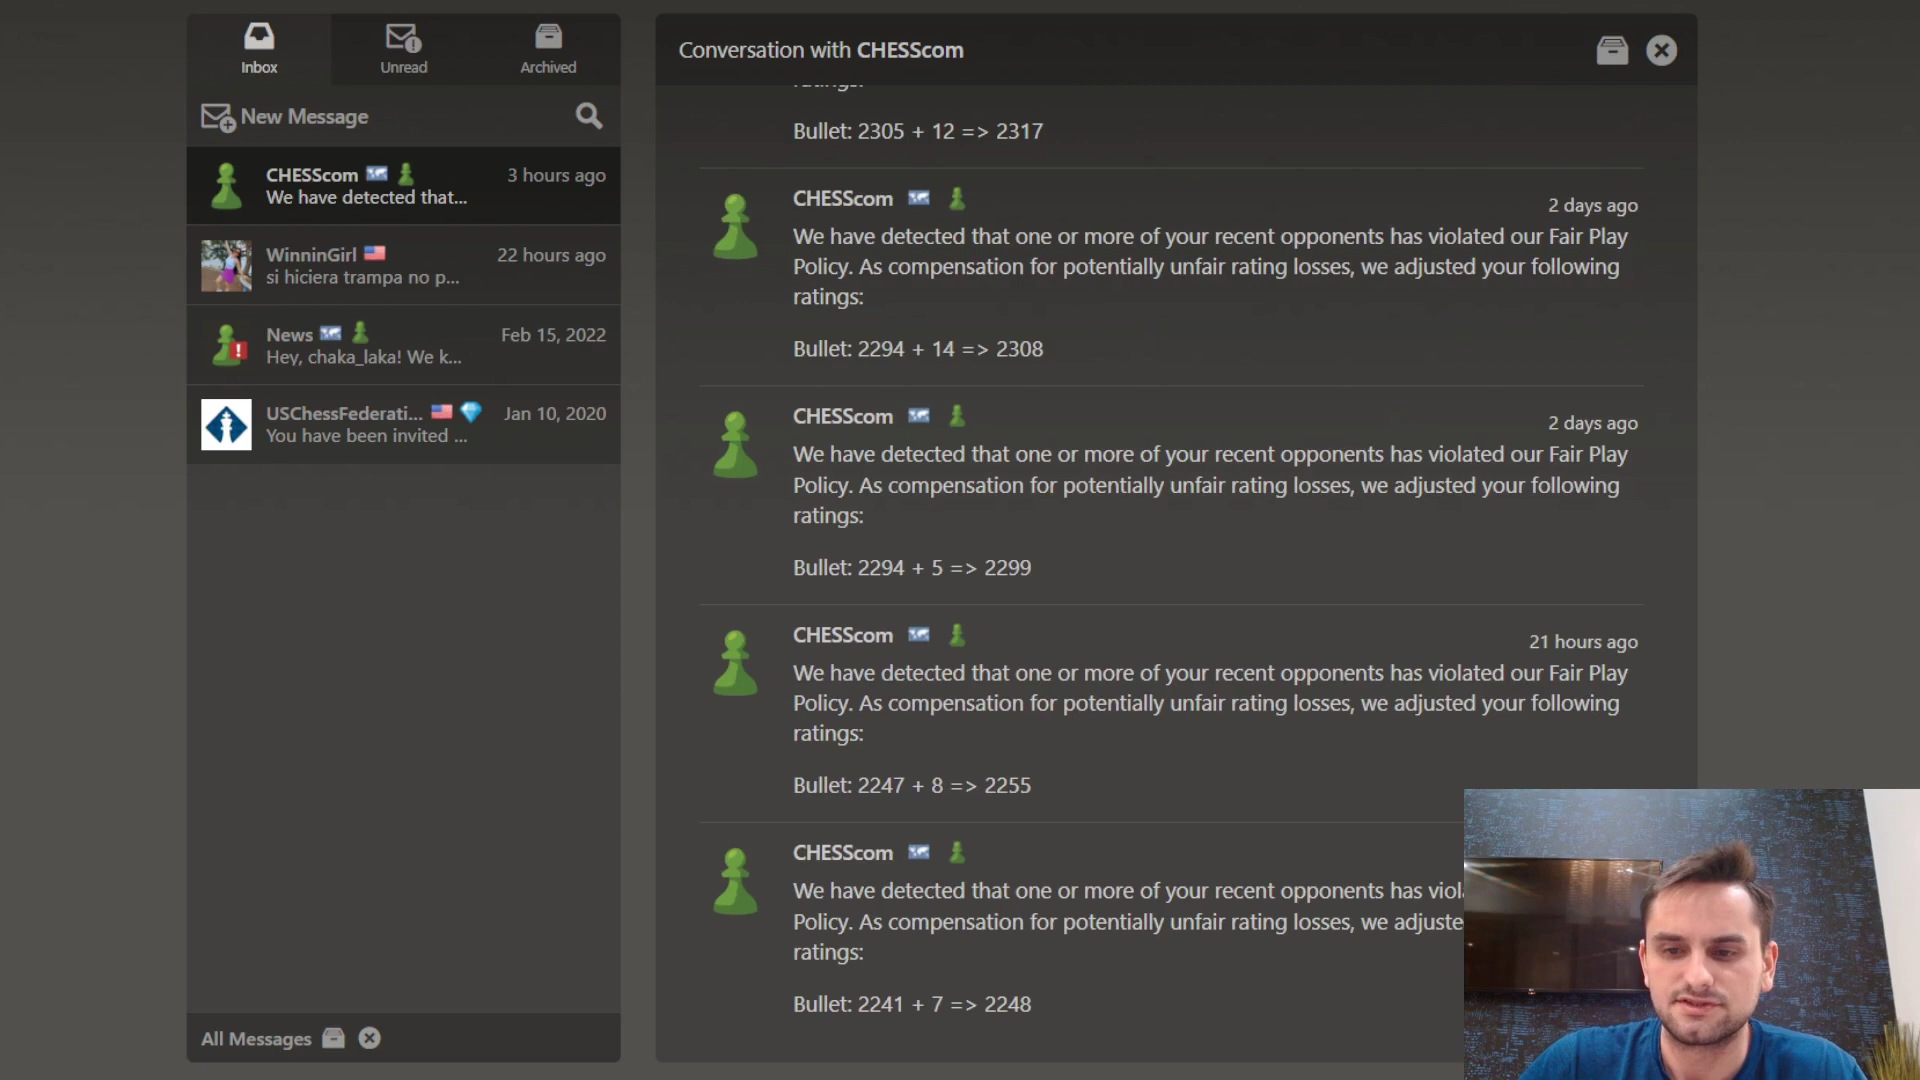 Inbox
Unread
Archived
New Message
CHESScom
3 hours ago
We have detected that...
WinninGirl
22 hours ago
si hiciera trampa no p...
News
Feb 15, 2022
Hey, chaka_laka! We k...
USChessFederati...
Jan 10, 2020
You have been invited ...
All Messages
Conversation with CHESScom
ratings:
Bullet: 2305 + 12 => 2317
CHESScom
2 days ago
We have detected that one or more of your recent opponents has violated our Fair Play
Policy. As compensation for potentially unfair rating losses, we adjusted your following
ratings:
Bullet: 2294 + 14 => 2308
CHESScom
2 days ago
We have detected that one or more of your recent opponents has violated our Fair Play
Policy. As compensation for potentially unfair rating losses, we adjusted your following
ratings:
Bullet: 2294 + 5 => 2299
CHESScom
21 hours ago
We have detected that one or more of your recent opponents has violated our Fair Play
Policy. As compensation for potentially unfair rating losses, we adjusted your following
ratings:
Bullet: 2247 + 8 => 2255
CHESScom
We have detected that one or more of your recent opponents has viol
Policy. As compensation for potentially unfair rating losses, we adjuste
ratings:
Bullet: 2241 + 7 => 2248